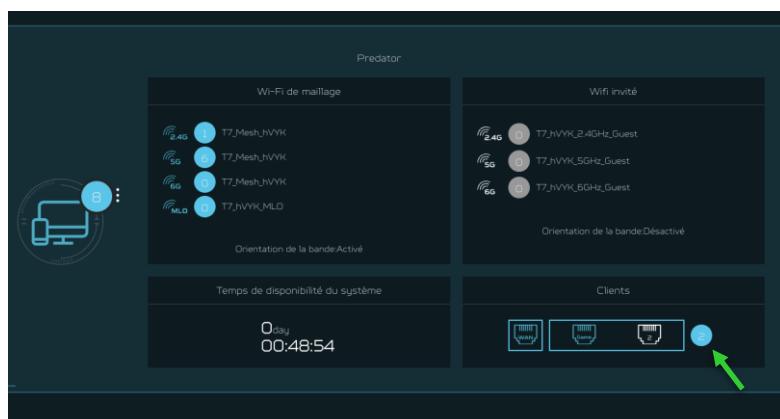 Predator
Wi-Fi de maillage
2.4G 1 T7_Mesh_hVYK
5G 6 T7_Mesh_hVYK
6G 0 T7_Mesh_hVYK
MLO 0 T7_hVYK_MLO
Orientation de la bande:Activé
Wifi invité
2.4G 0 T7_hVYK_2.4GHz_Guest
5G 0 T7_hVYK_5GHz_Guest
6G 0 T7_hVYK_6GHz_Guest
Orientation de la bande:Désactivé
8
Temps de disponibilité du système
0day
00:48:54
Clients
WAN Game 2 2